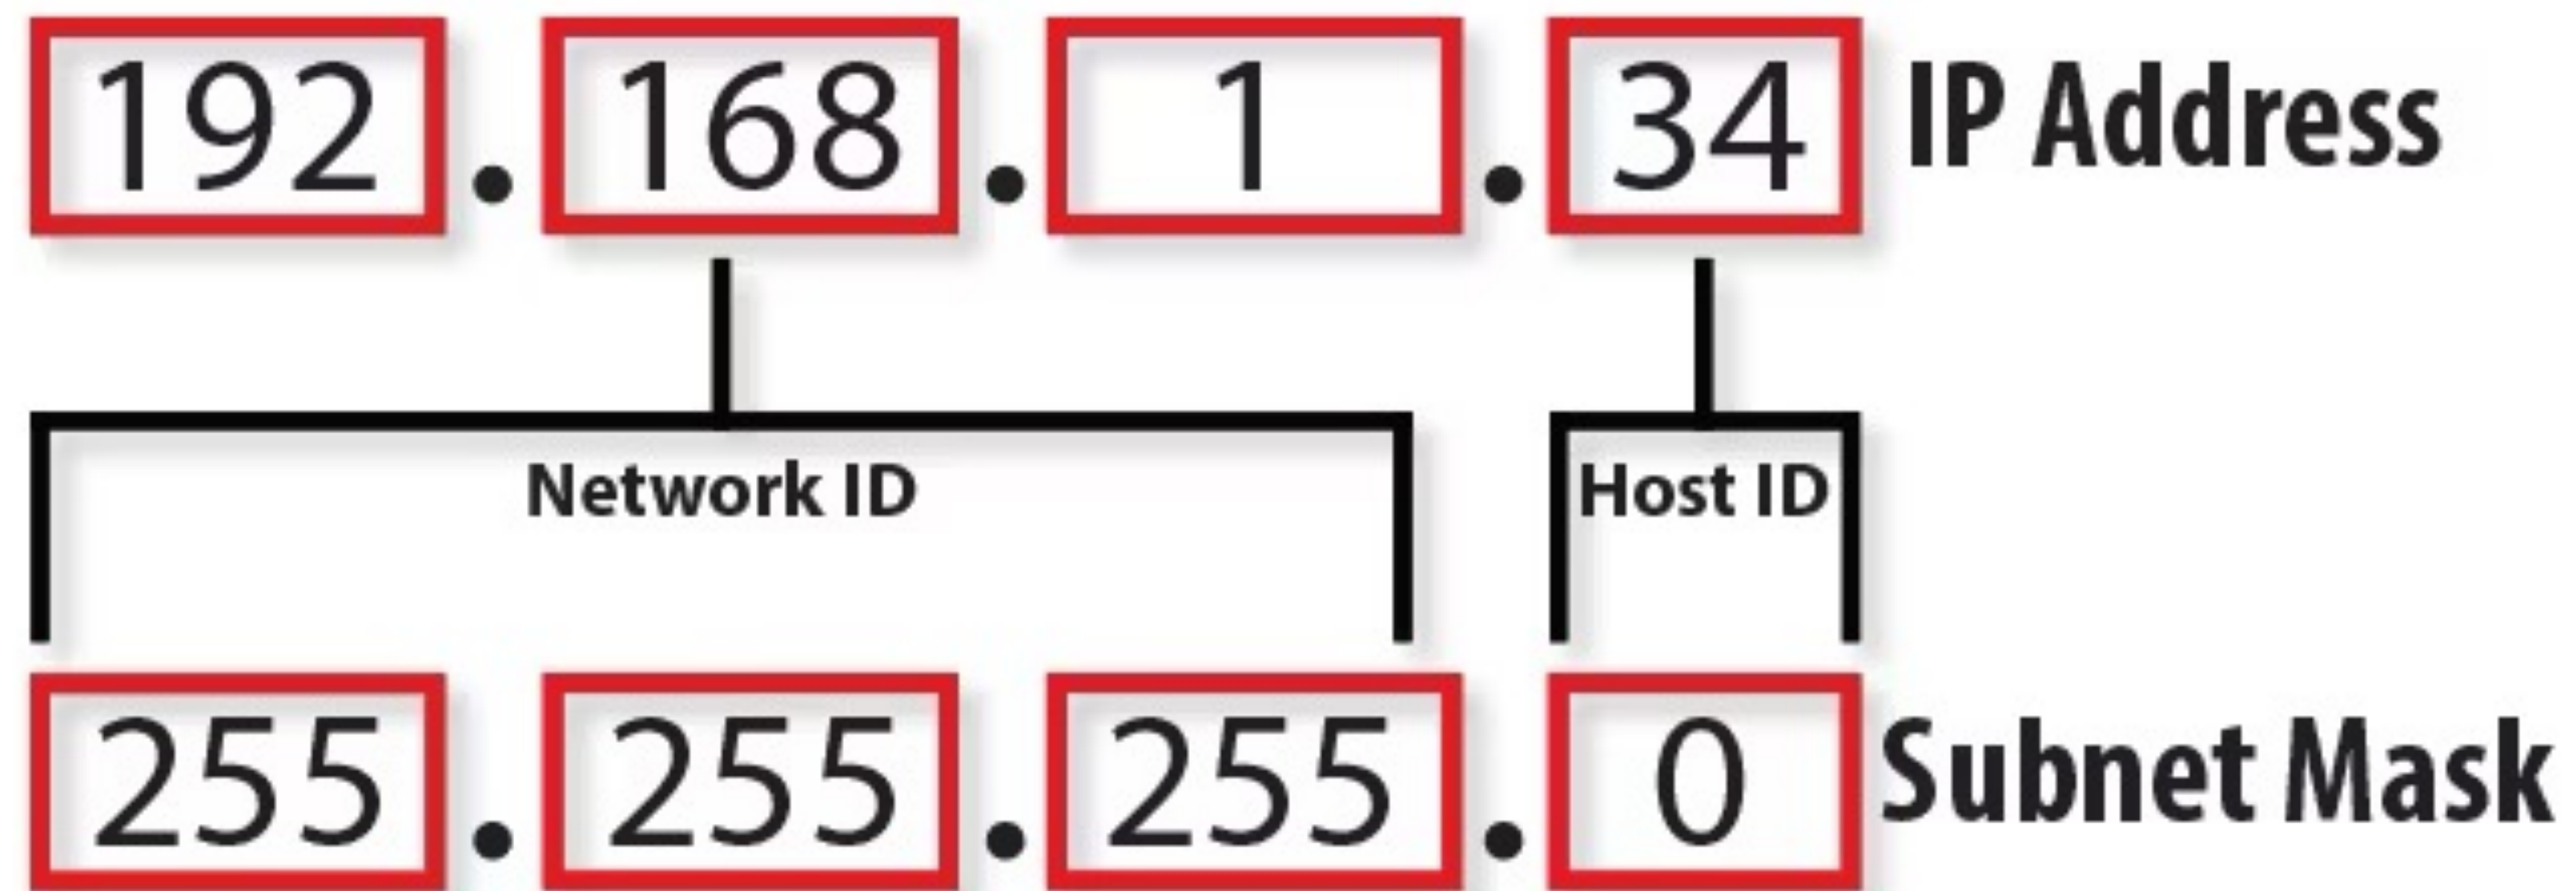 192 . 168 . 1 . 34 IP Address
Network ID Host ID
255 . 255 . 255 . 0 Subnet Mask